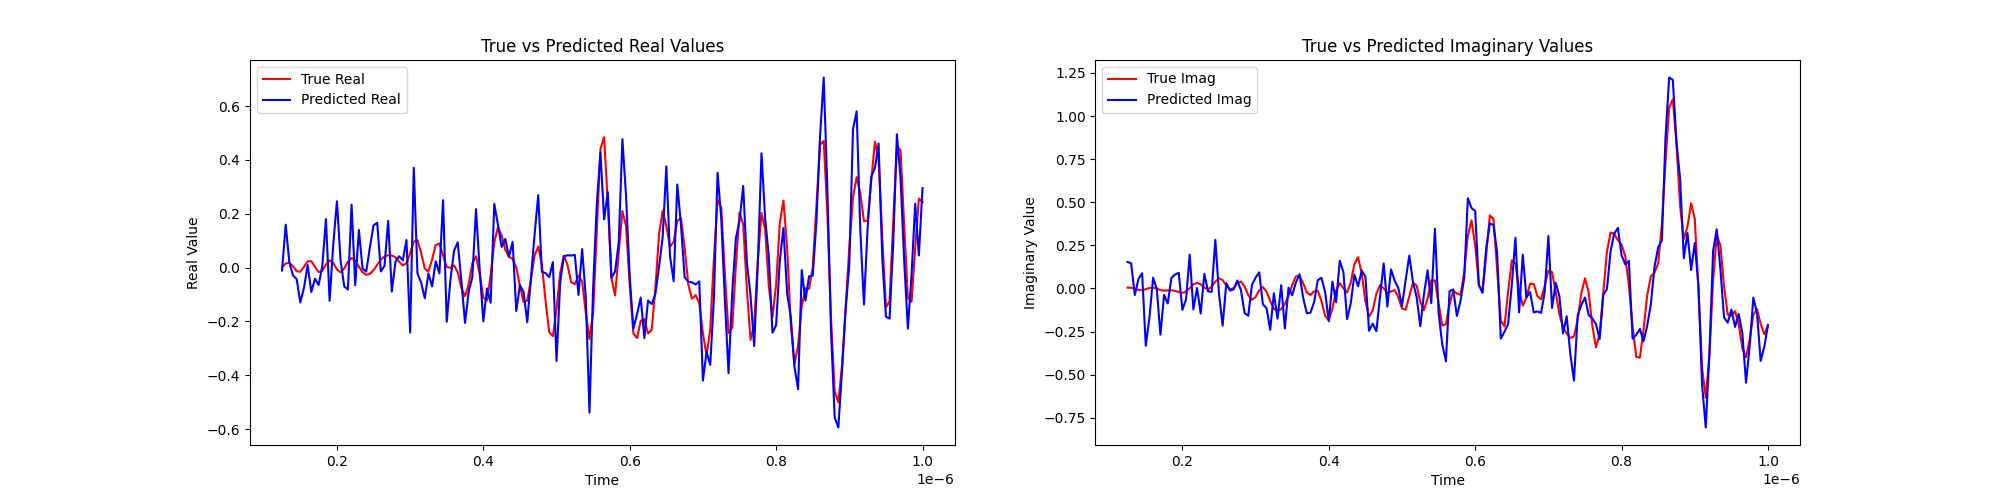 True vs Predicted Real Values
True Real
Predicted Real
Real Value
0.6
0.4
0.2
0.0
−0.2
−0.4
−0.6
0.2 0.4 0.6 0.8 1.0
Time
1e−6
True vs Predicted Imaginary Values
True Imag
Predicted Imag
Imaginary Value
1.25
1.00
0.75
0.50
0.25
0.00
−0.25
−0.50
−0.75
0.2 0.4 0.6 0.8 1.0
Time
1e−6